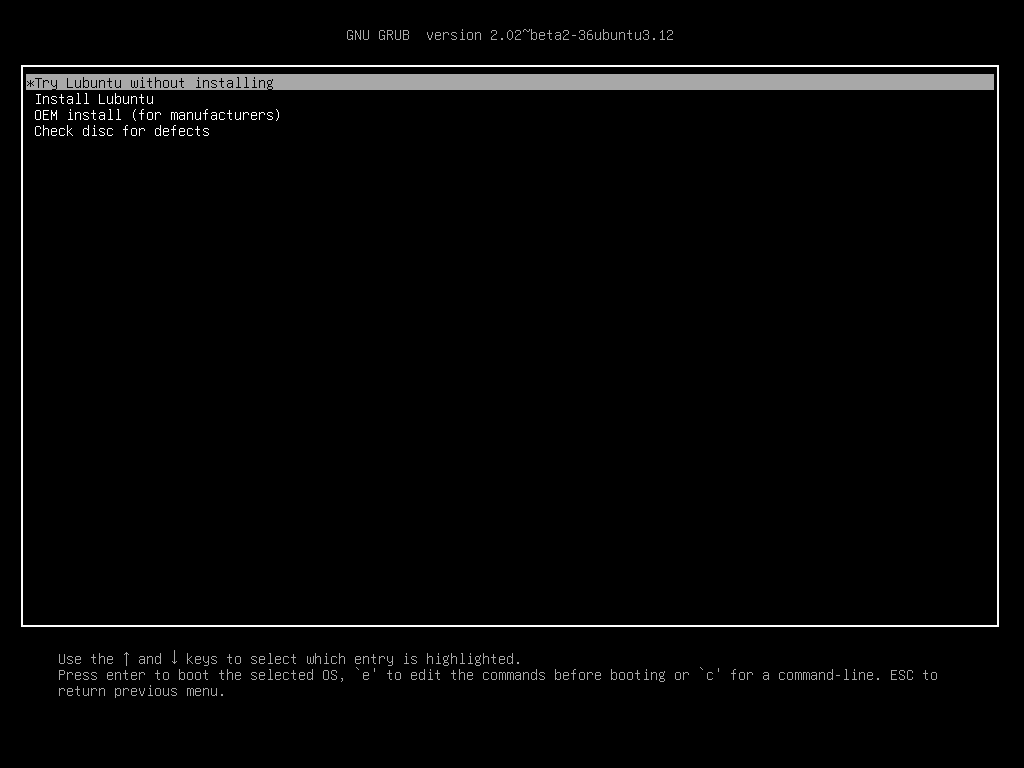 GNU GRUB  version 2.02~beta2-36ubuntu3.12
*Try Lubuntu without installing
Install Lubuntu
OEM install (for manufacturers)
Check disc for defects
Use the ↑ and ↓ keys to select which entry is highlighted.
Press enter to boot the selected OS, `e' to edit the commands before booting or `c' for a command-line. ESC to
return previous menu.